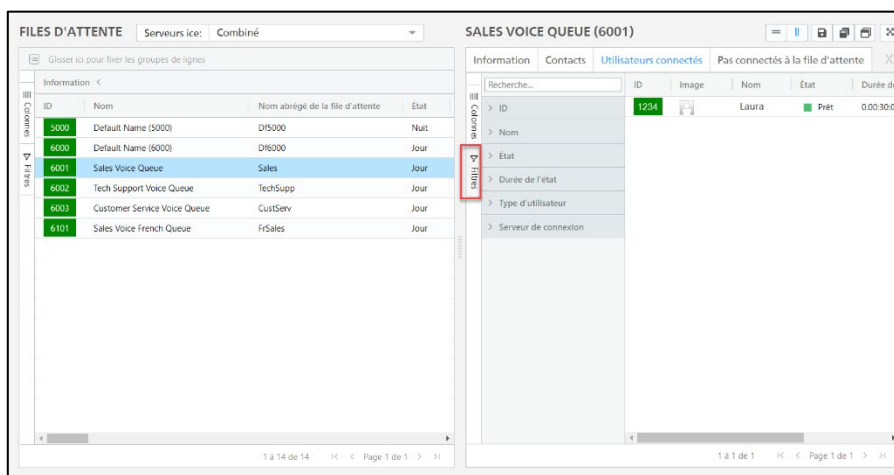 FILES D'ATTENTE
Serveurs ice: Combiné
Glisser ici pour fixer les groupes de lignes
Information <
Colonnes
Filtres
ID Nom Nom abrégé de la file d'attente État
5000 Default Name (5000) Df5000 Nuit
6000 Default Name (6000) Df6000 Jour
6001 Sales Voice Queue Sales Jour
6002 Tech Support Voice Queue TechSupp Jour
6003 Customer Service Voice Queue CustServ Jour
6101 Sales Voice French Queue FrSales Jour
1 à 14 de 14 Page 1 de 1
SALES VOICE QUEUE (6001)
Information Contacts Utilisateurs connectés Pas connectés à la file d'attente
Colonnes
Filtres
Recherche...
> ID
> Nom
> État
> Durée de l'état
> Type d'utilisateur
> Serveur de connexion
ID Image Nom État Durée de
1234 Laura Prêt 0.00:30:0
1 à 1 de 1 Page 1 de 1